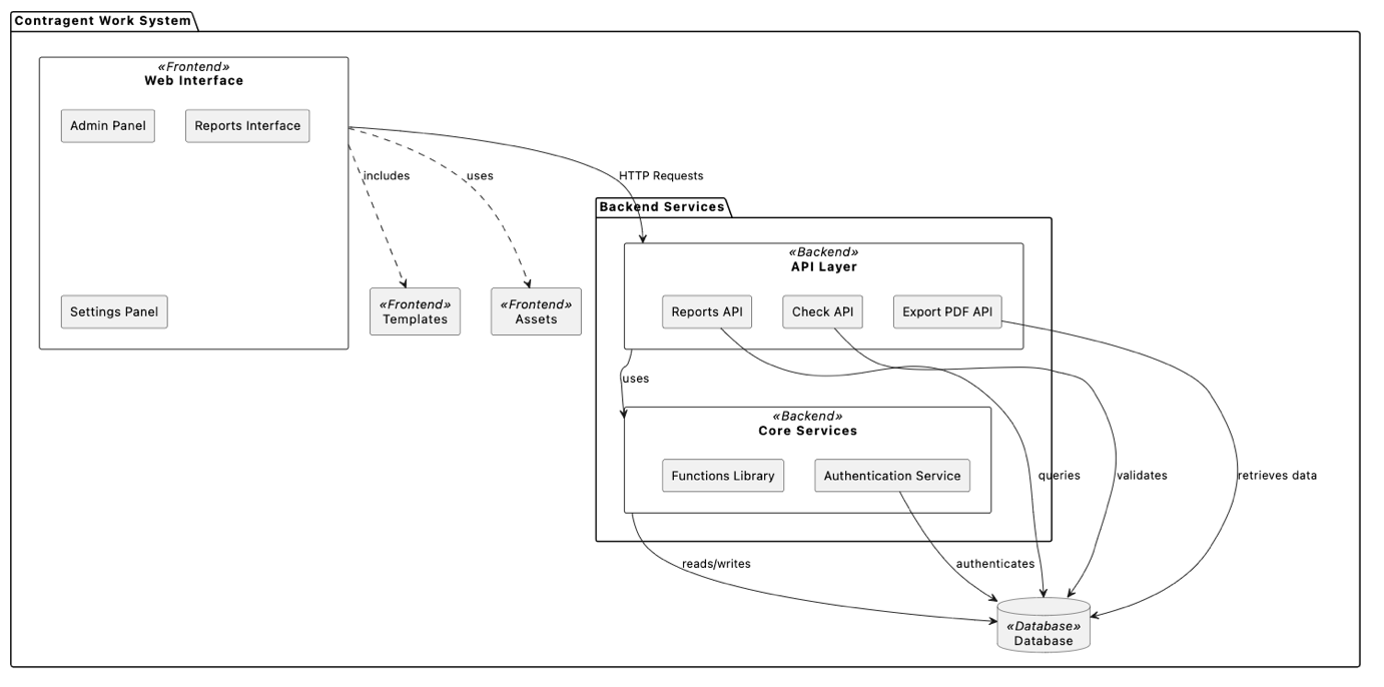 Contragent Work System
«Frontend»
Web Interface
Admin Panel
Reports Interface
includes
uses
HTTP Requests
Backend Services
«Backend»
API Layer
Settings Panel
«Frontend»
Templates
«Frontend»
Assets
Reports API
Check API
Export PDF API
uses
«Backend»
Core Services
Functions Library
Authentication Service
queries
validates
retrieves data
reads/writes
authenticates
«Database»
Database